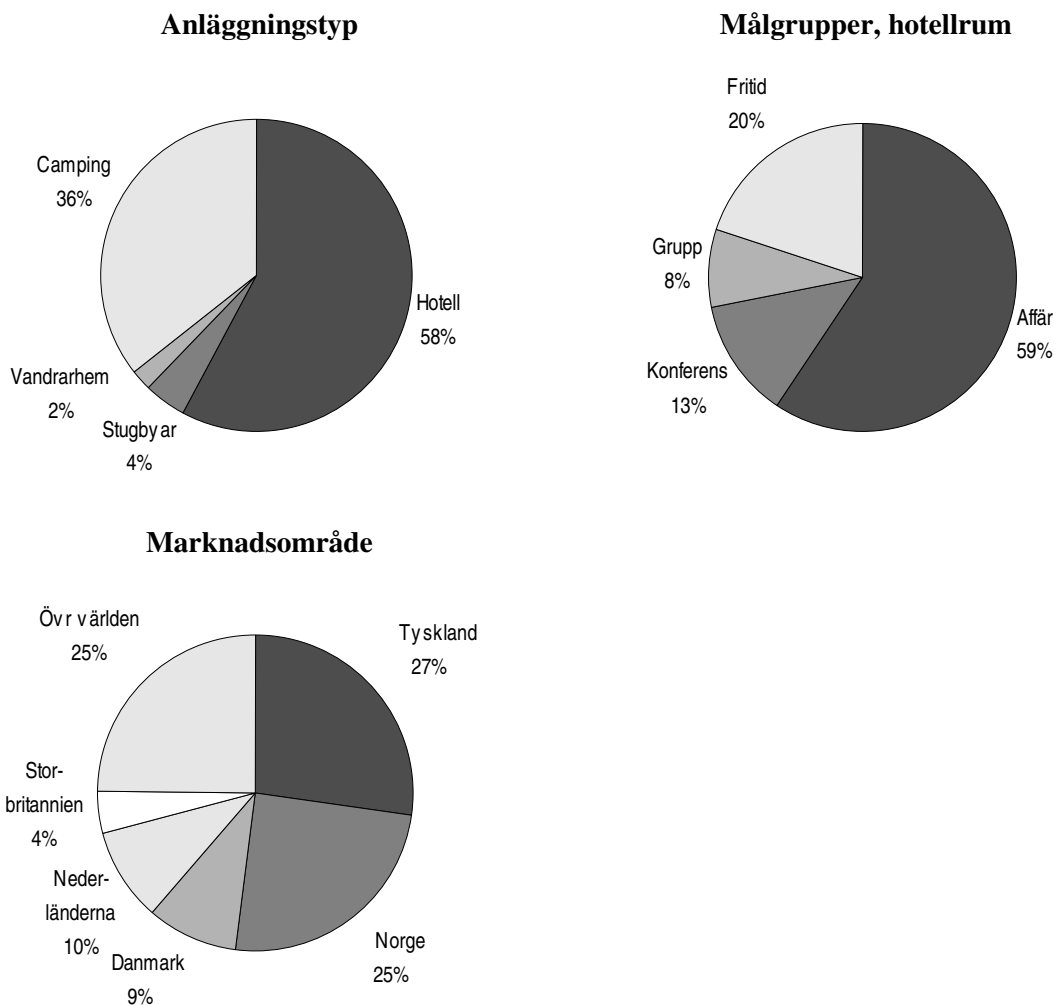 Anläggningstyp
Camping
36%
Hotell
58%
Vandrarhem
2%
Stugbyar
4%
Målgrupper, hotellrum
Fritid
20%
Grupp
8%
Affär
59%
Konferens
13%
Marknadsområde
Övr världen
25%
Tyskland
27%
Stor-
britannien
4%
Neder-
länderna
10%
Danmark
9%
Norge
25%